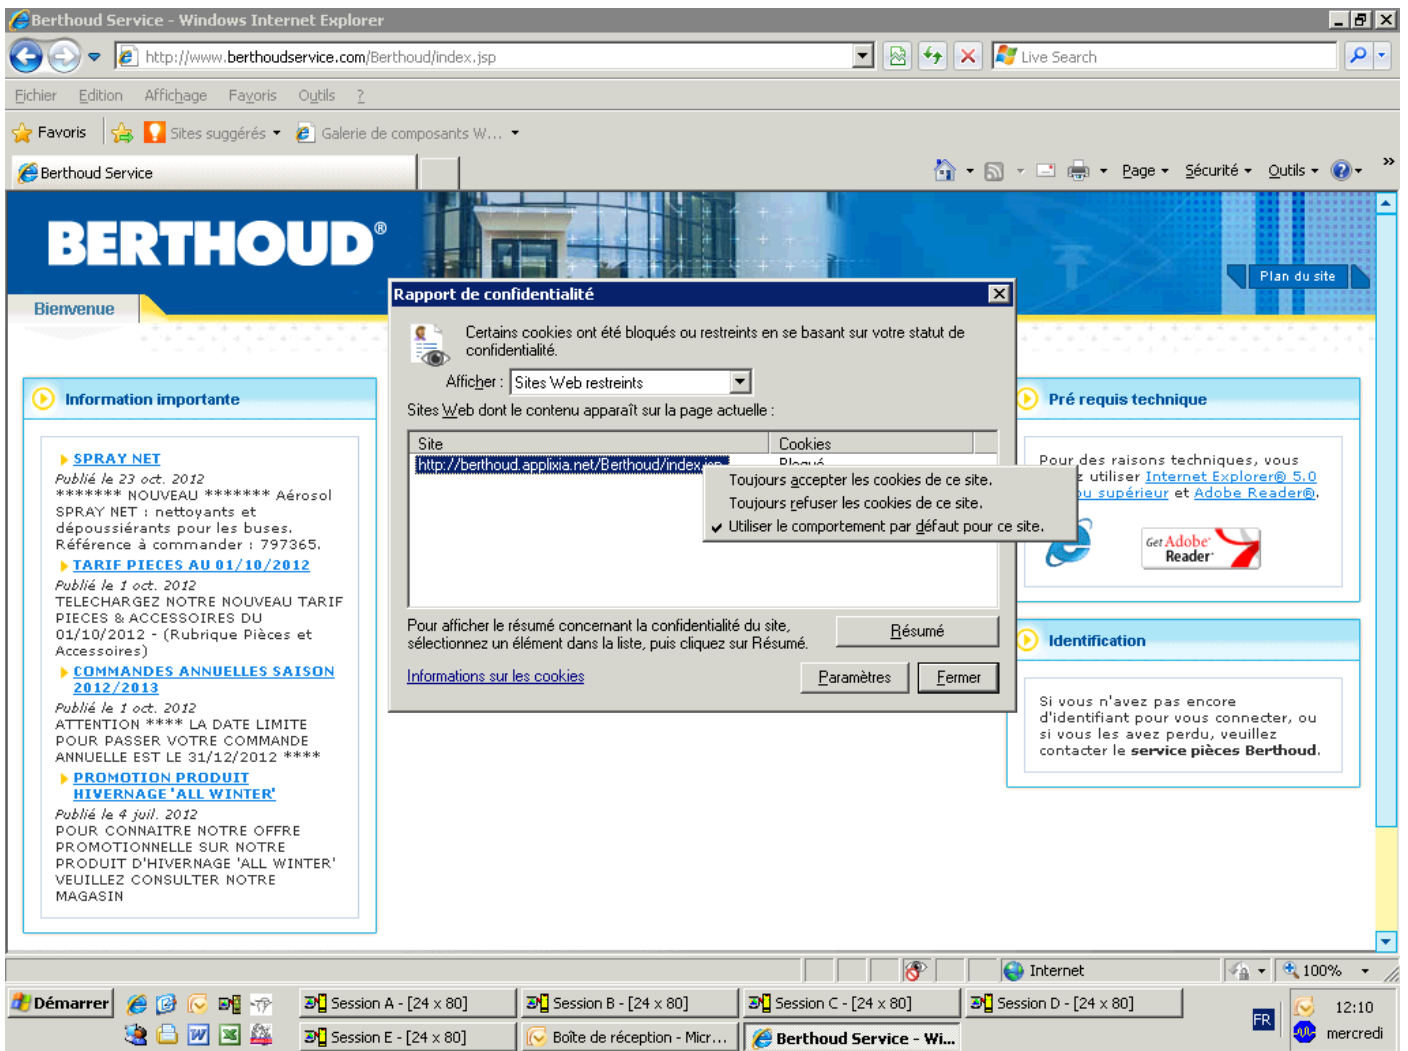 Berthoud Service - Windows Internet Explorer
http://www.berthoudservice.com/Berthoud/index.jsp
Live Search
Fichier Edition Affichage Favoris Outils ?
Favoris Sites suggérés Galerie de composants W...
Berthoud Service
Page Sécurité Outils
BERTHOUD®
Plan du site
Bienvenue
Rapport de confidentialité
Certains cookies ont été bloqués ou restreints en se basant sur votre statut de
confidentialité.
Afficher : Sites Web restreints
Sites Web dont le contenu apparaît sur la page actuelle :
Site Cookies
http://berthoud.applixia.net/Berthoud/index.jsp Bloqué
Toujours accepter les cookies de ce site.
Toujours refuser les cookies de ce site.
Utiliser le comportement par défaut pour ce site.
Pour afficher le résumé concernant la confidentialité du site,
sélectionnez un élément dans la liste, puis cliquez sur Résumé.
Résumé
Informations sur les cookies
Paramètres
Fermer
Information importante
SPRAY NET
Publié le 23 oct. 2012
******* NOUVEAU ******* Aérosol
SPRAY NET : nettoyants et
dépoussiérants pour les buses.
Référence à commander : 797365.
TARIF PIECES AU 01/10/2012
Publié le 1 oct. 2012
TELECHARGEZ NOTRE NOUVEAU TARIF
PIECES & ACCESSOIRES DU
01/10/2012 - (Rubrique Pièces et
Accessoires)
COMMANDES ANNUELLES SAISON
2012/2013
Publié le 1 oct. 2012
ATTENTION **** LA DATE LIMITE
POUR PASSER VOTRE COMMANDE
ANNUELLE EST LE 31/12/2012 ****
PROMOTION PRODUIT
HIVERNAGE 'ALL WINTER'
Publié le 4 juil. 2012
POUR CONNAITRE NOTRE OFFRE
PROMOTIONNELLE SUR NOTRE
PRODUIT D'HIVERNAGE 'ALL WINTER'
VEUILLEZ CONSULTER NOTRE
MAGASIN
Pré requis technique
Pour des raisons techniques, vous
utiliser Internet Explorer® 5.0
ou supérieur et Adobe Reader®.
Get Adobe
Reader
Identification
Si vous n'avez pas encore
d'identifiant pour vous connecter, ou
si vous les avez perdu, veuillez
contacter le service pièces Berthoud.
Internet
100%
Démarrer
Session A - [24 x 80]
Session B - [24 x 80]
Session C - [24 x 80]
Session D - [24 x 80]
Session E - [24 x 80]
Boîte de réception - Micr...
Berthoud Service - Wi...
FR
12:10
mercredi